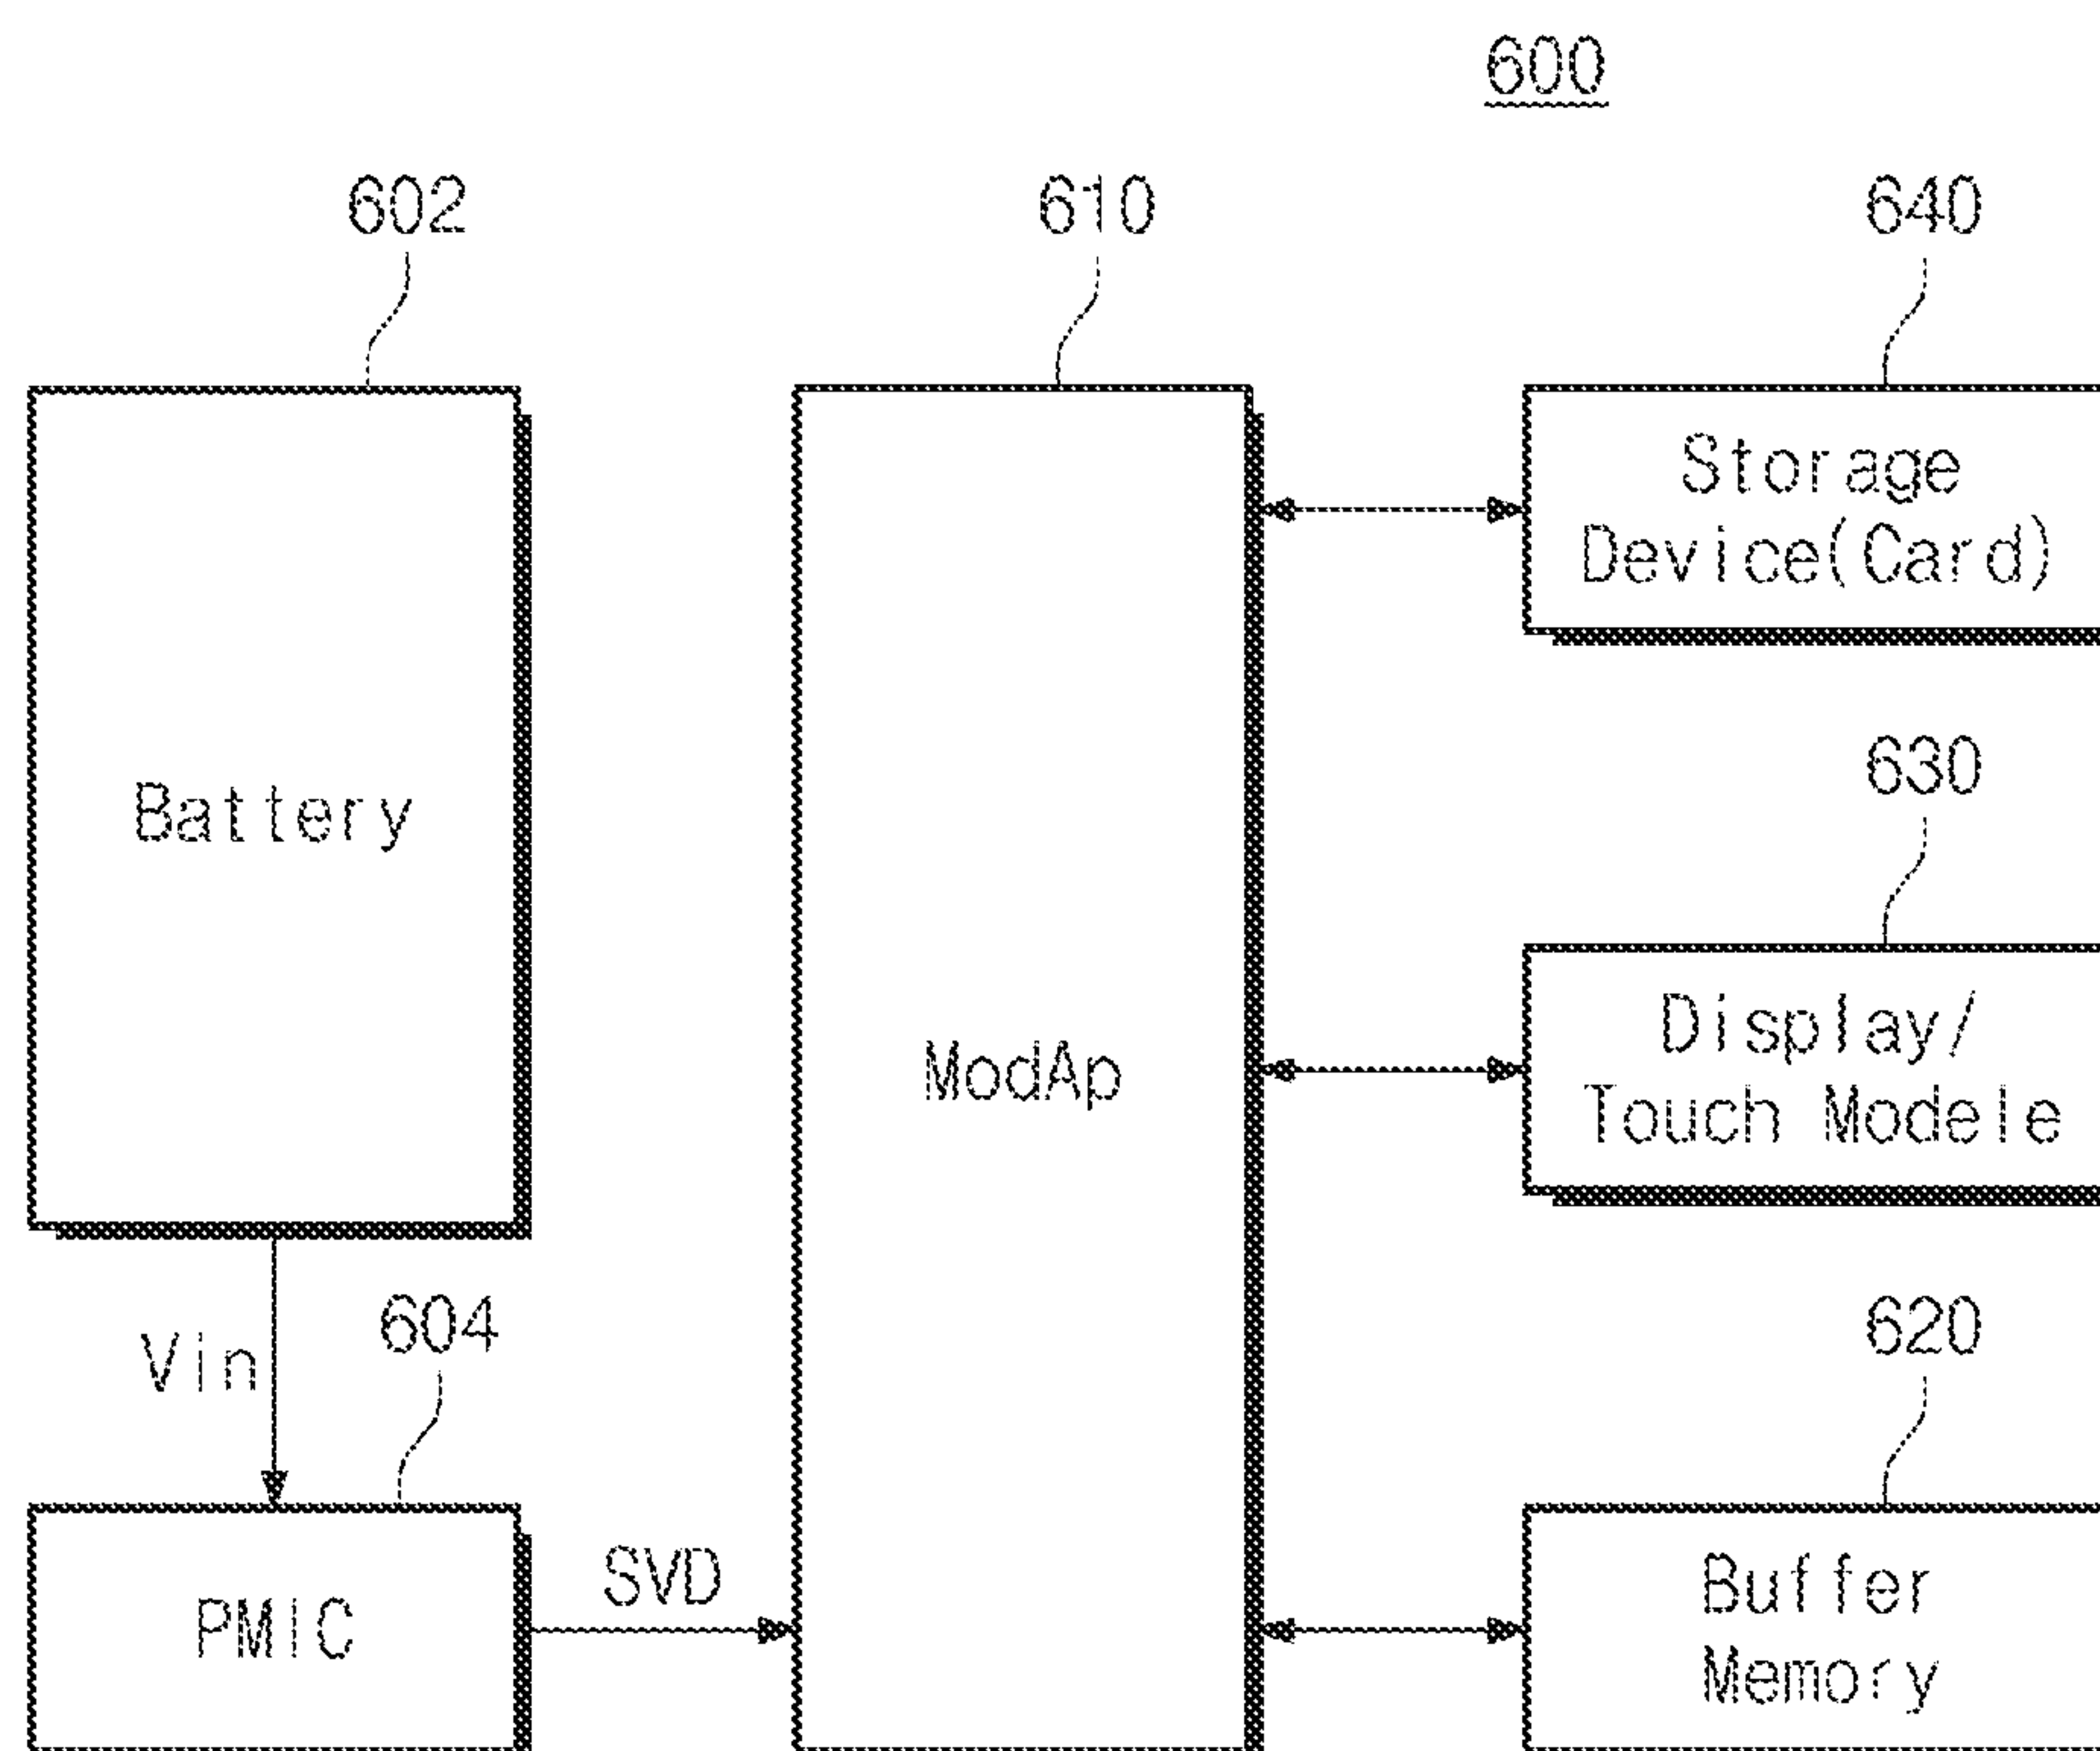 600
602
610
640
Battery
ModAp
Storage
Device(Card)
630
Display/
Touch Modele
Vin
604
620
PMIC
SVD
Buffer
Memory